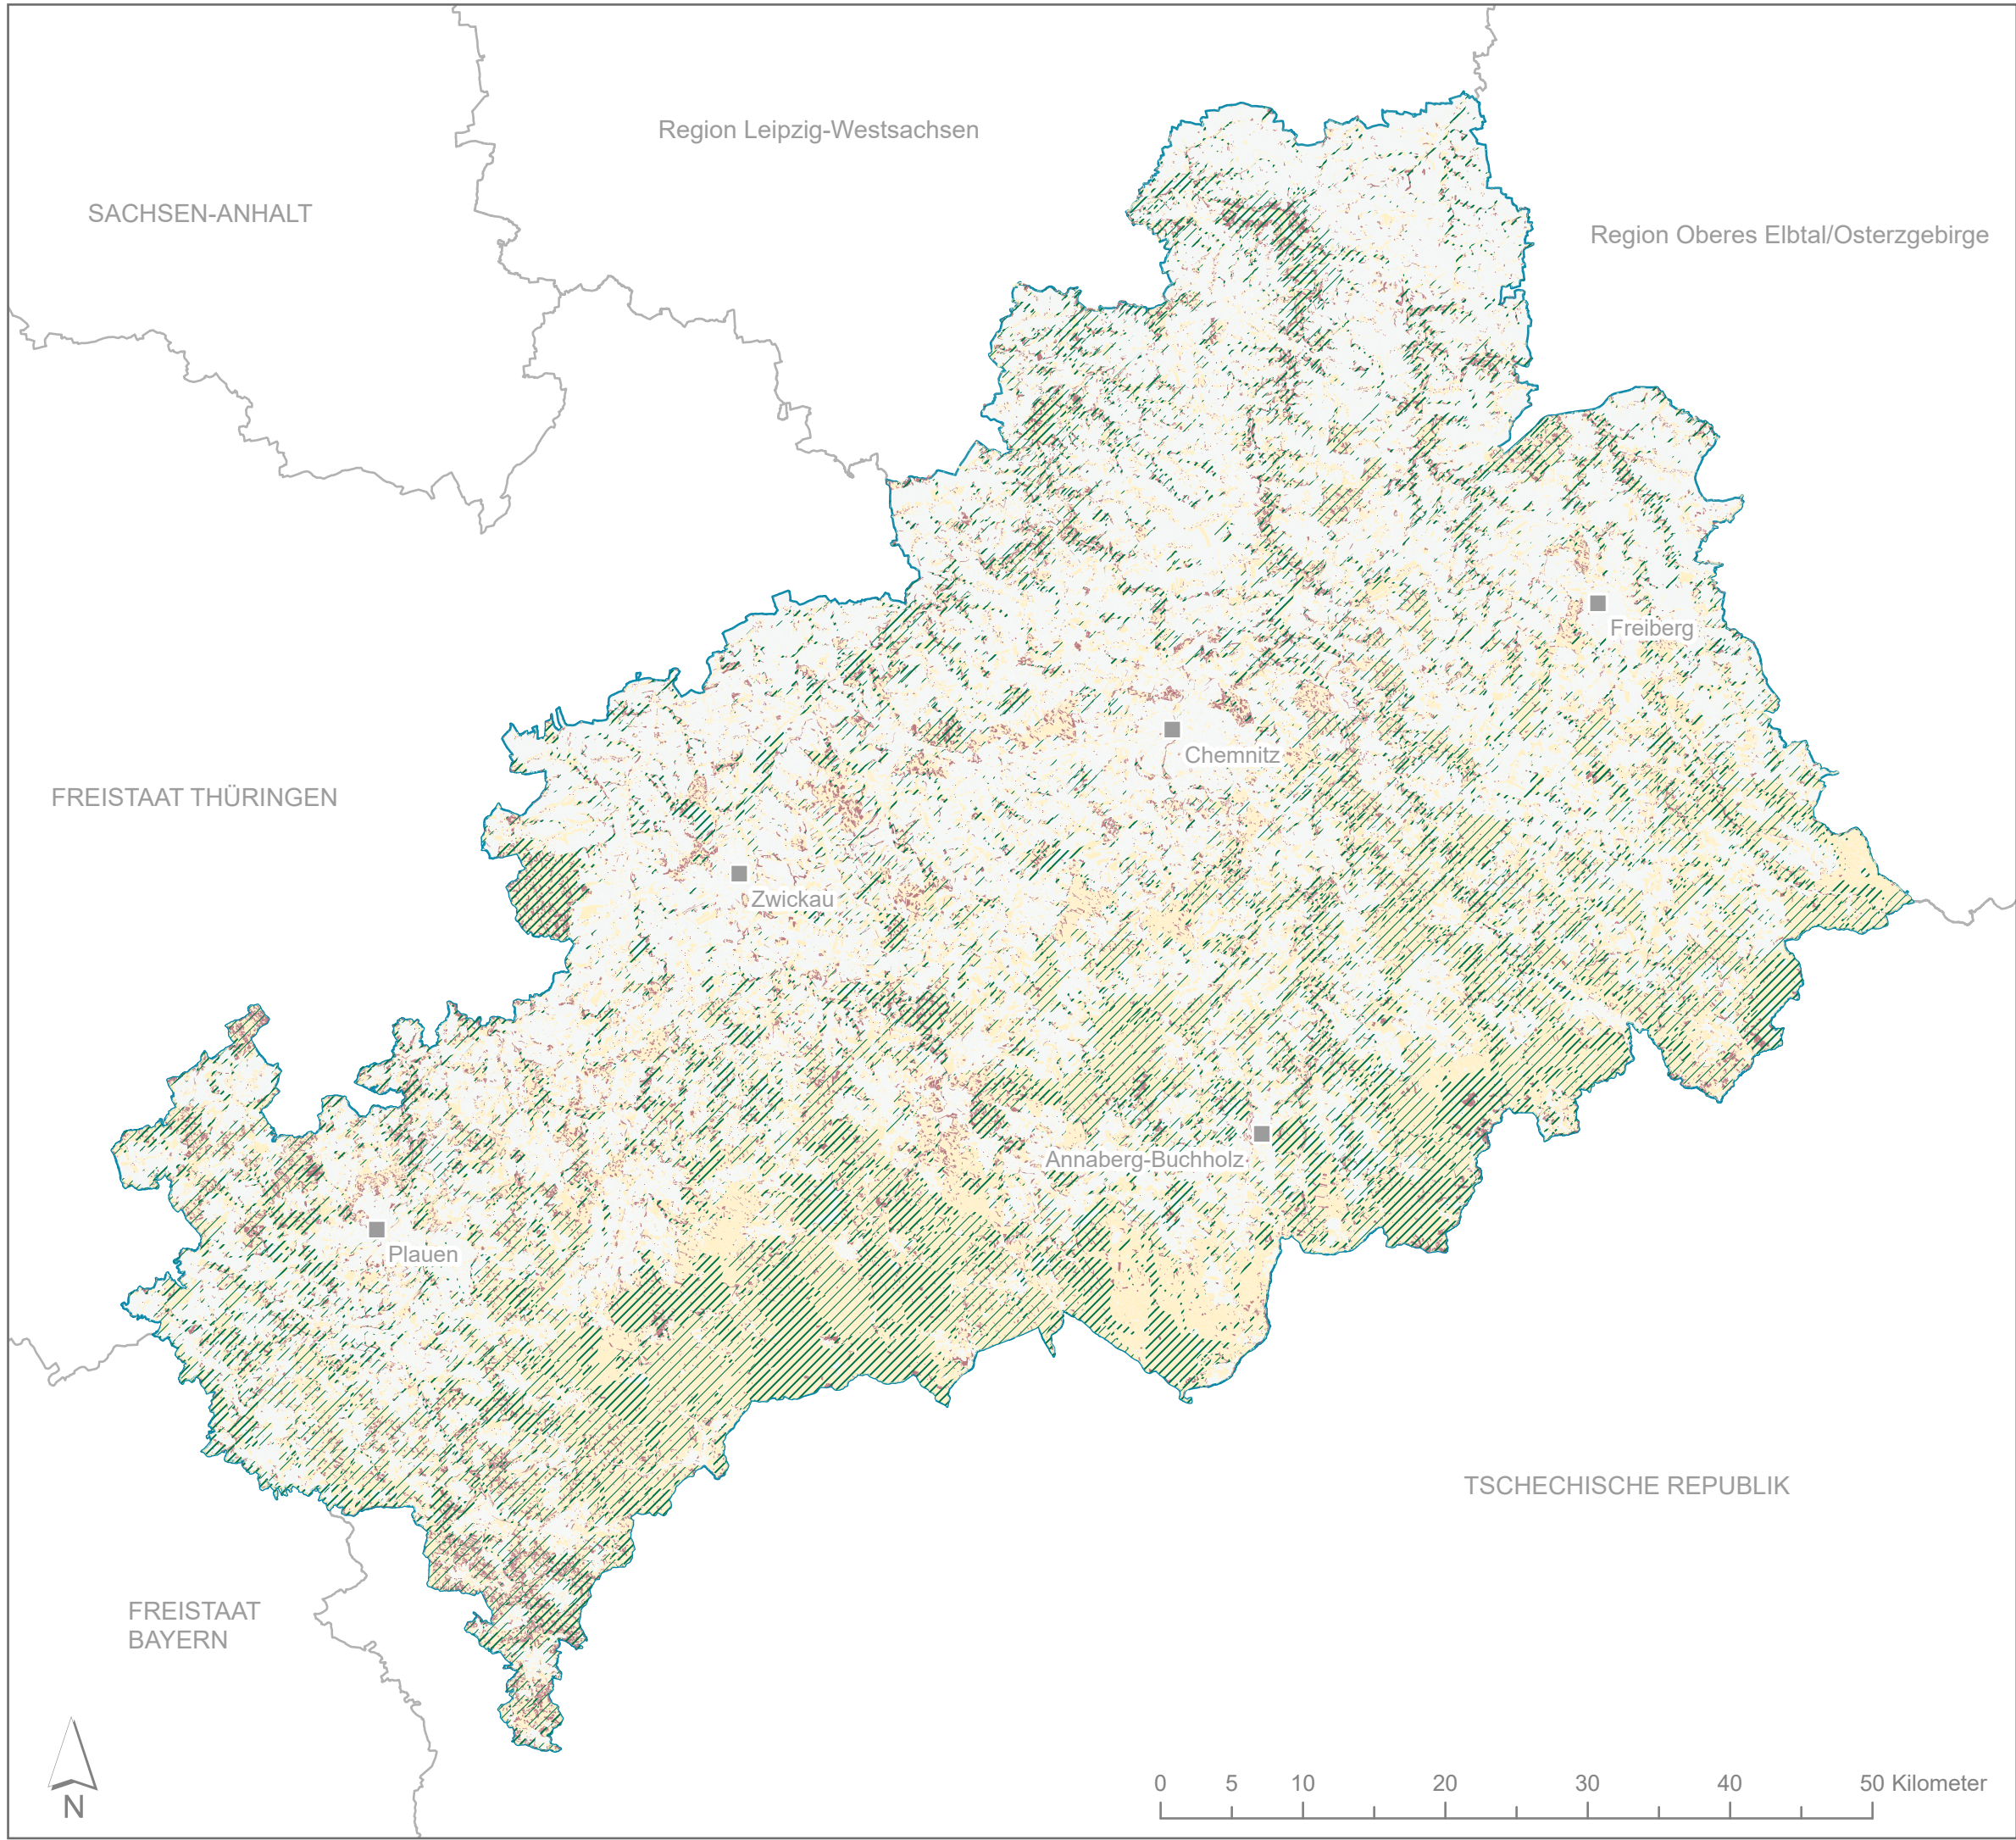 Region Leipzig-Westsachsen
SACHSEN-ANHALT
Region Oberes Elbtal/Osterzgebirge
Freiberg
Chemnitz
FREISTAAT THÜRINGEN
Zwickau
Annaberg-Buchholz
Plauen
TSCHECHISCHE REPUBLIK
FREISTAAT
BAYERN
0 5 10 20 30 40 50 Kilometer
N